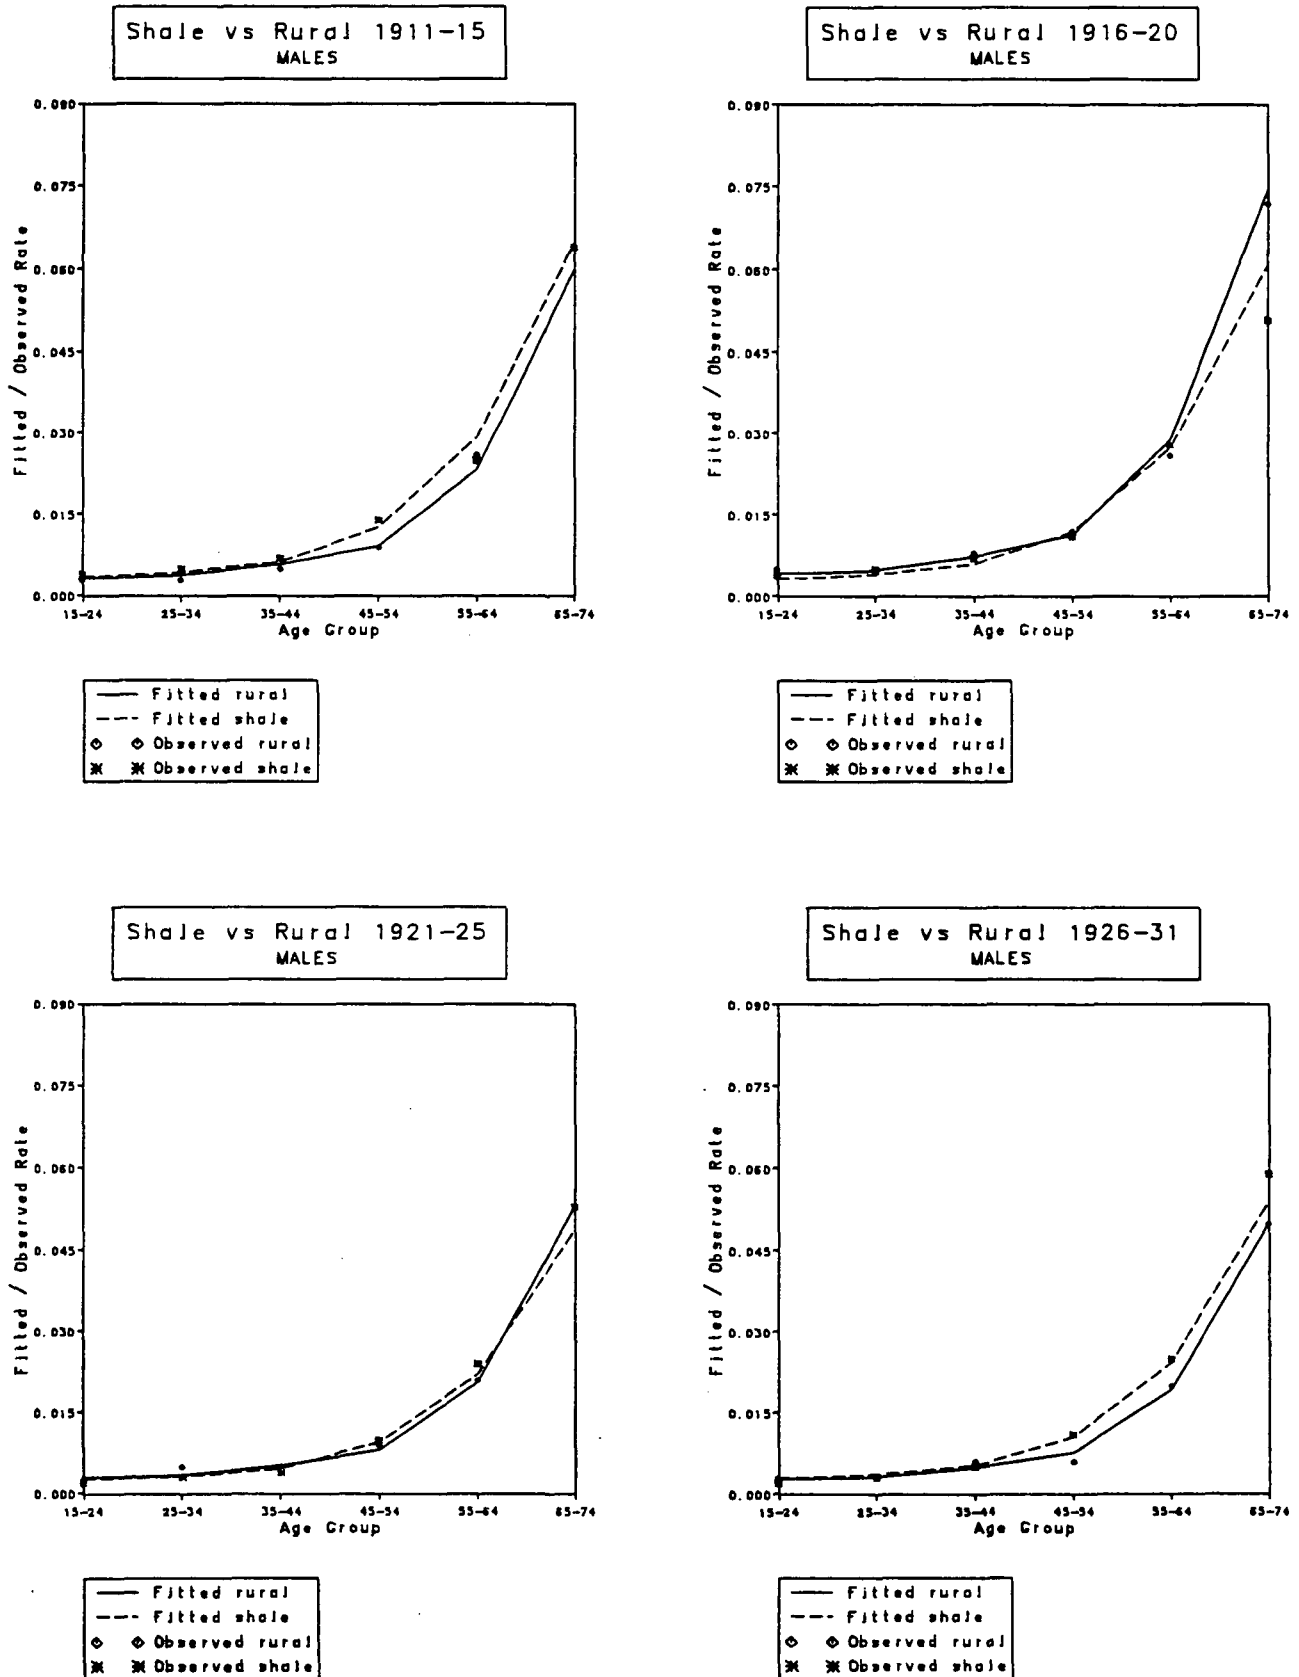 Shale vs Rural 1911-15
MALES
0.090
0.075
0.060
0.045
0.030
0.015
0.000
Fitted / Observed Rate
15-24 25-34 35-44 45-54 55-64 65-74
Age Group
Fitted rural
Fitted shale
Observed rural
Observed shale
Shale vs Rural 1916-20
MALES
0.090
0.075
0.060
0.045
0.030
0.015
0.000
Fitted / Observed Rate
15-24 25-34 35-44 45-54 55-64 65-74
Age Group
Fitted rural
Fitted shale
Observed rural
Observed shale
Shale vs Rural 1921-25
MALES
0.090
0.075
0.060
0.045
0.030
0.015
0.000
Fitted / Observed Rate
15-24 25-34 35-44 45-54 55-64 65-74
Age Group
Fitted rural
Fitted shale
Observed rural
Observed shale
Shale vs Rural 1926-31
MALES
0.090
0.075
0.060
0.045
0.030
0.015
0.000
Fitted / Observed Rate
15-24 25-34 35-44 45-54 55-64 65-74
Age Group
Fitted rural
Fitted shale
Observed rural
Observed shale